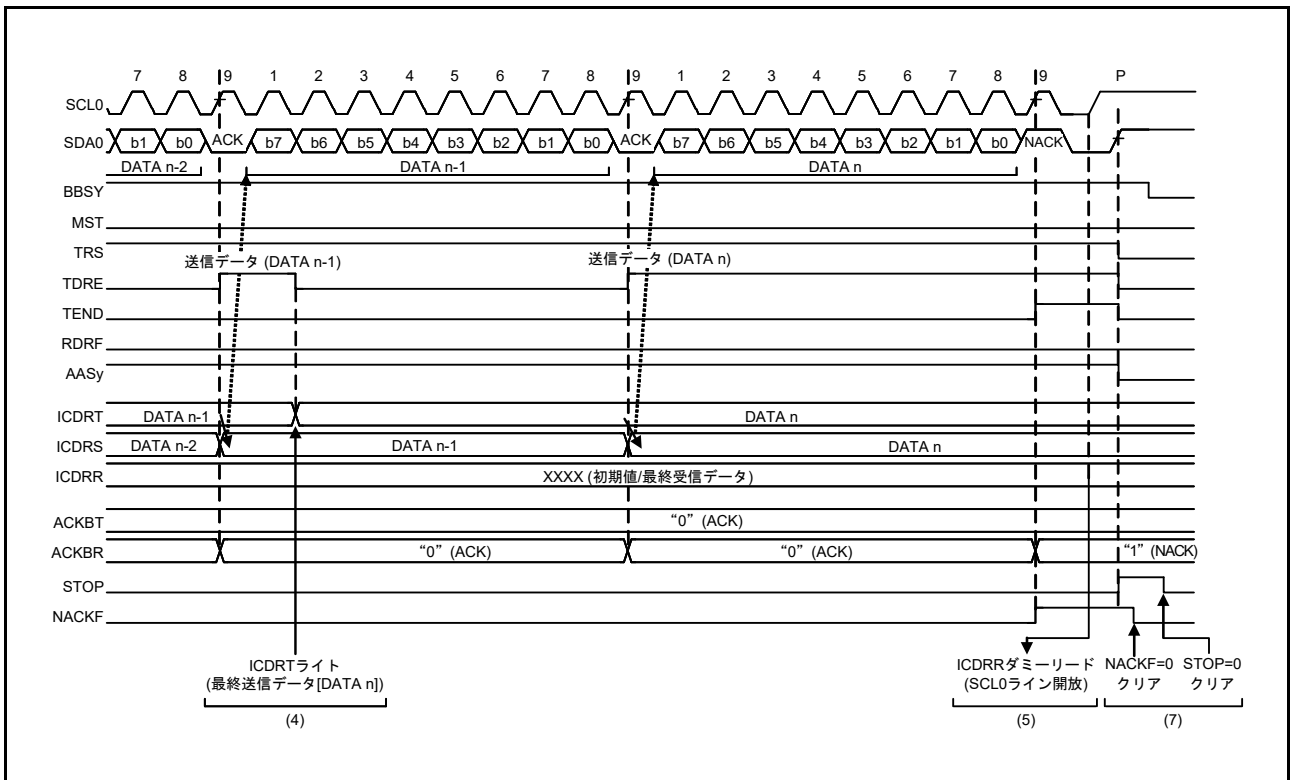 7 8 9 1 2 3 4 5 6 7 8 9 1 2 3 4 5 6 7 8 9 P
SCL0
SDA0 b1 b0 ACK b7 b6 b5 b4 b3 b2 b1 b0 ACK b7 b6 b5 b4 b3 b2 b1 b0 NACK
DATA n-2 DATA n-1 DATA n
BBSY
MST
TRS
送信データ (DATA n-1) 送信データ (DATA n)
TDRE
TEND
RDRF
AASy
ICDRT DATA n-1 DATA n
ICDRS DATA n-2 DATA n-1 DATA n
ICDRR XXXX (初期値/最終受信データ)
ACKBT “0” (ACK)
ACKBR “0” (ACK) “0” (ACK) “1” (NACK)
STOP
NACKF
ICDRTライト ICDRRダミーリード NACKF=0 STOP=0
(最終送信データ[DATA n]) (SCL0ライン開放) クリア クリア
(4) (5) (7)